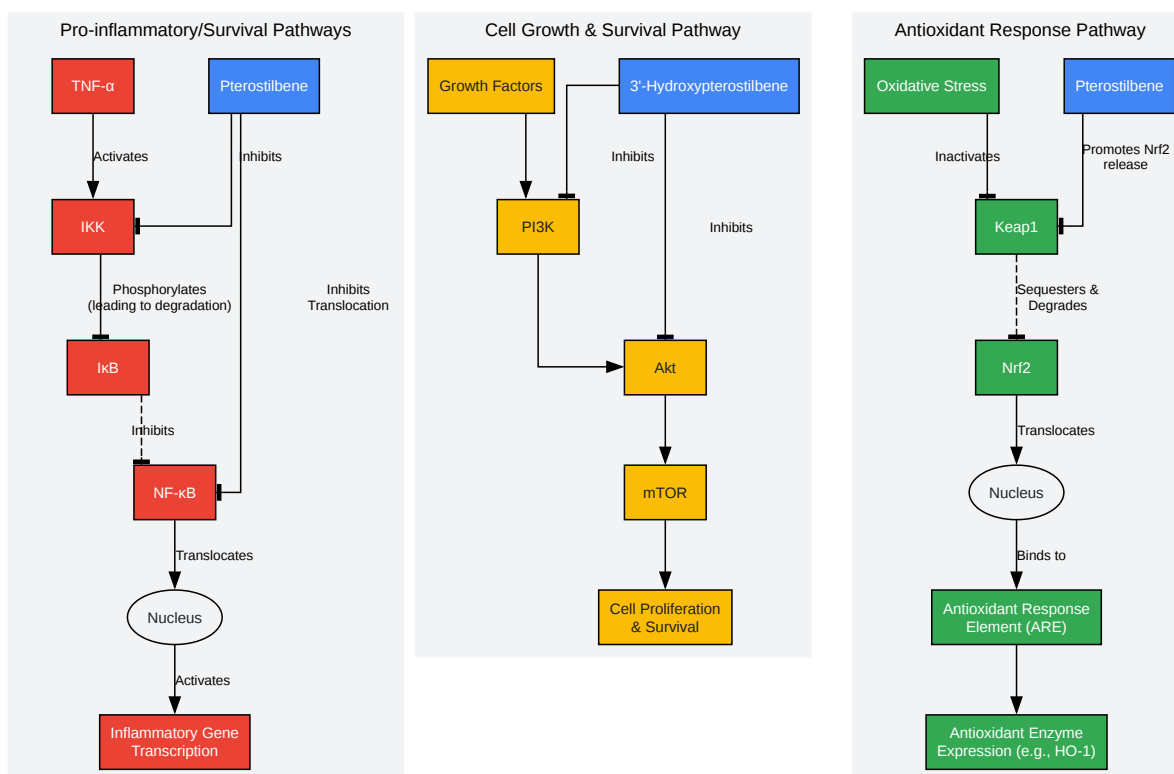 Pro-inflammatory/Survival Pathways
TNF-α
Pterostilbene
Activates
Inhibits
IKK
Phosphorylates
(leading to degradation)
Inhibits
Translocation
IκB
Inhibits
NF-κB
Translocates
Nucleus
Activates
Inflammatory Gene
Transcription
Cell Growth & Survival Pathway
Growth Factors
3'-Hydroxypterostilbene
Inhibits
PI3K
Inhibits
Akt
mTOR
Cell Proliferation
& Survival
Antioxidant Response Pathway
Oxidative Stress
Pterostilbene
Inactivates
Promotes Nrf2
release
Keap1
Sequesters &
Degrades
Nrf2
Translocates
Nucleus
Binds to
Antioxidant Response
Element (ARE)
Antioxidant Enzyme
Expression (e.g., HO-1)